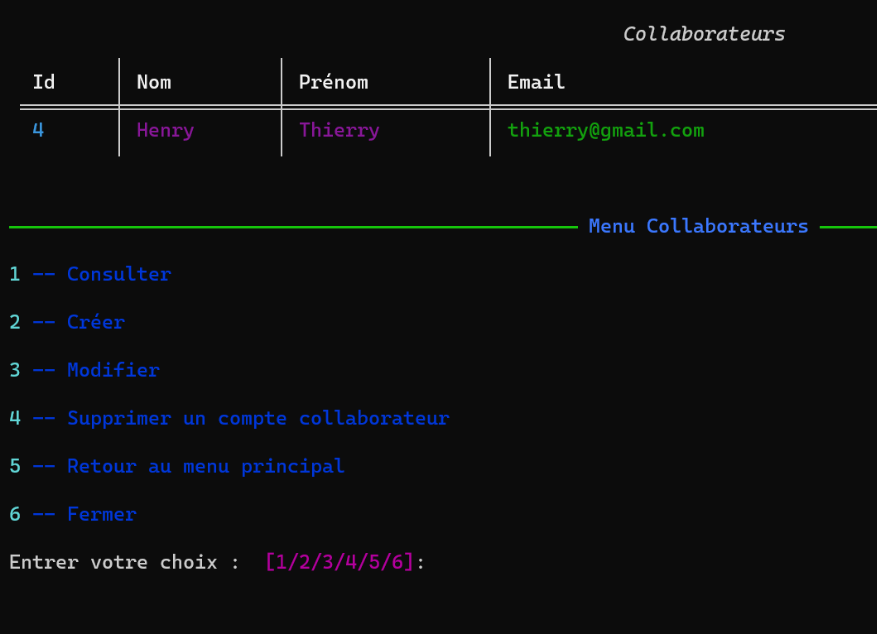 Collaborateurs
Id Nom Prénom Email
4 Henry Thierry thierry@gmail.com
Menu Collaborateurs
1 -- Consulter
2 -- Créer
3 -- Modifier
4 -- Supprimer un compte collaborateur
5 -- Retour au menu principal
6 -- Fermer
Entrer votre choix :  [1/2/3/4/5/6]: